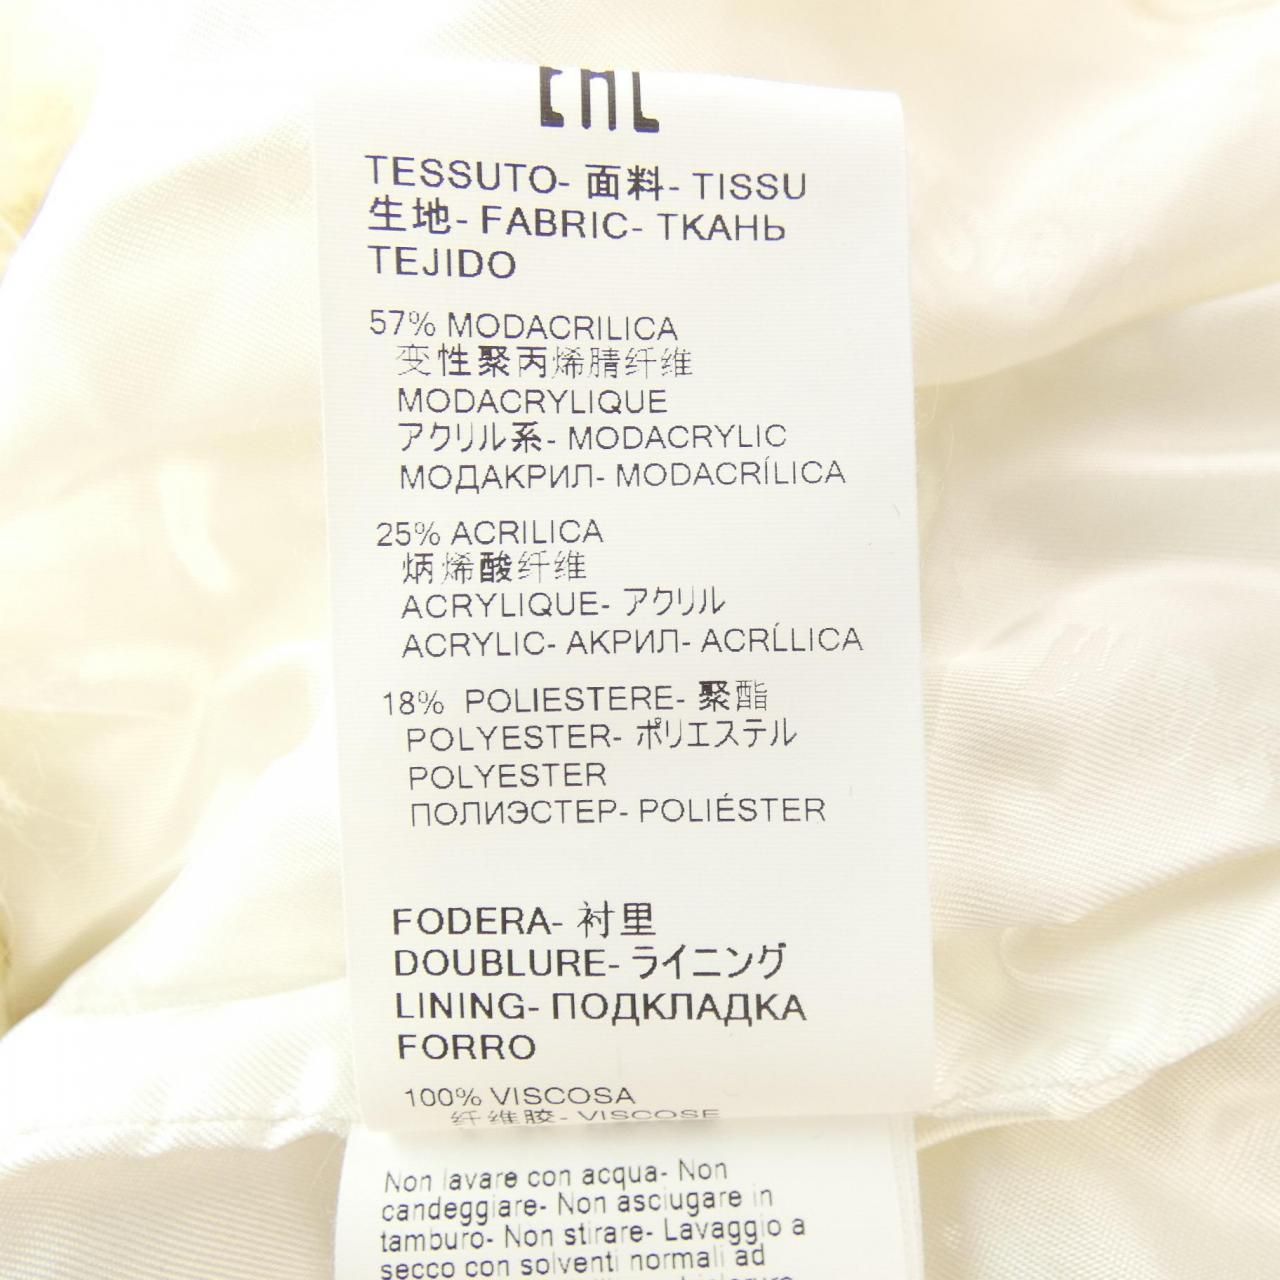 EAC
TESSUTO- 面料- TISSU
生地- FABRIC- ТКАНЬ
TEJIDO
57% MODACRILICA
变性聚丙烯腈纤维
MODACRYLIQUE
アクリル系- MODACRYLIC
МОДАКРИЛ- MODACRÍLICA
25% ACRILICA
炳烯酸纤维
ACRYLIQUE- アクリル
ACRYLIC- АКРИЛ- ACRÍLLICA
18% POLIESTERE- 聚酯
POLYESTER- ポリエステル
POLYESTER
ПОЛИЭСТЕР- POLIÉSTER
FODERA- 衬里
DOUBLURE- ライニング
LINING- ПОДКЛАДКА
FORRO
100% VISCOSA
纤维胶- VISCOSE
Non lavare con acqua- Non
candeggiare- Non asciugare in
tamburo- Non stirare- Lavaggio a
secco con solventi normali ad